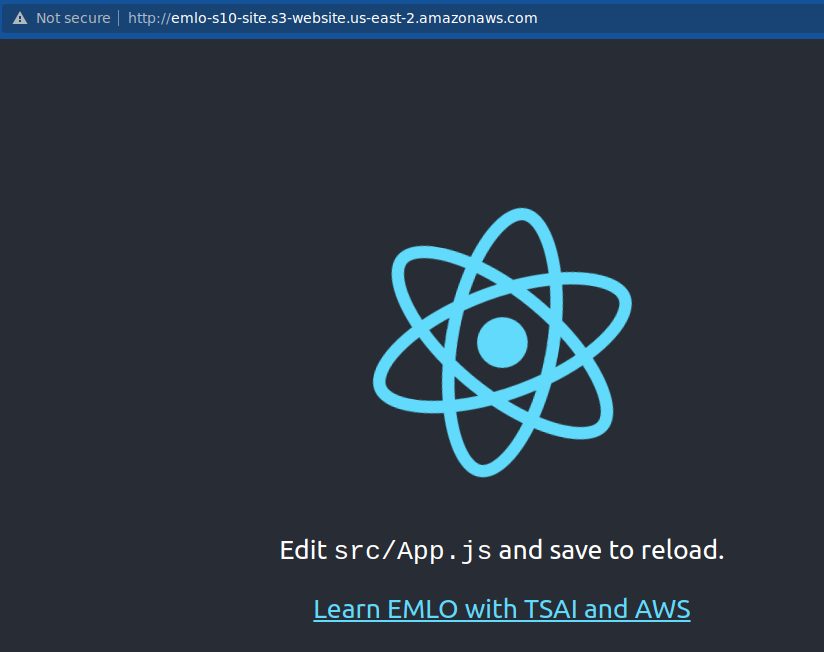 Not secure http://emlo-s10-site.s3-website.us-east-2.amazonaws.com
Edit src/App.js and save to reload.
Learn EMLO with TSAI and AWS